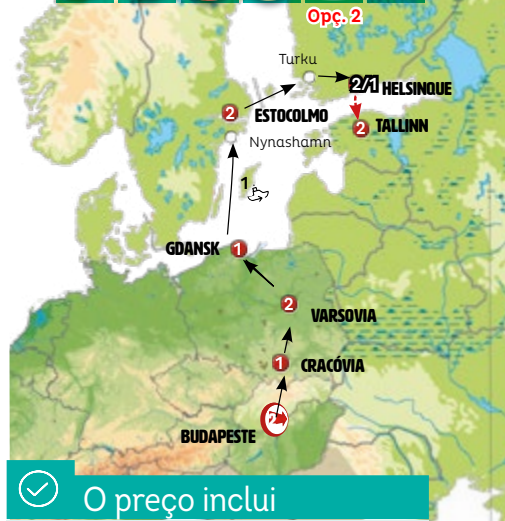 Opç. 2
Turku
2/1 HELSINQUE
2 ESTOCOLMO
2 TALLINN
Nynashamn
1
GDANSK 1
2
VARSOVIA
1 CRACÓVIA
2
BUDAPESTE
O preço inclui